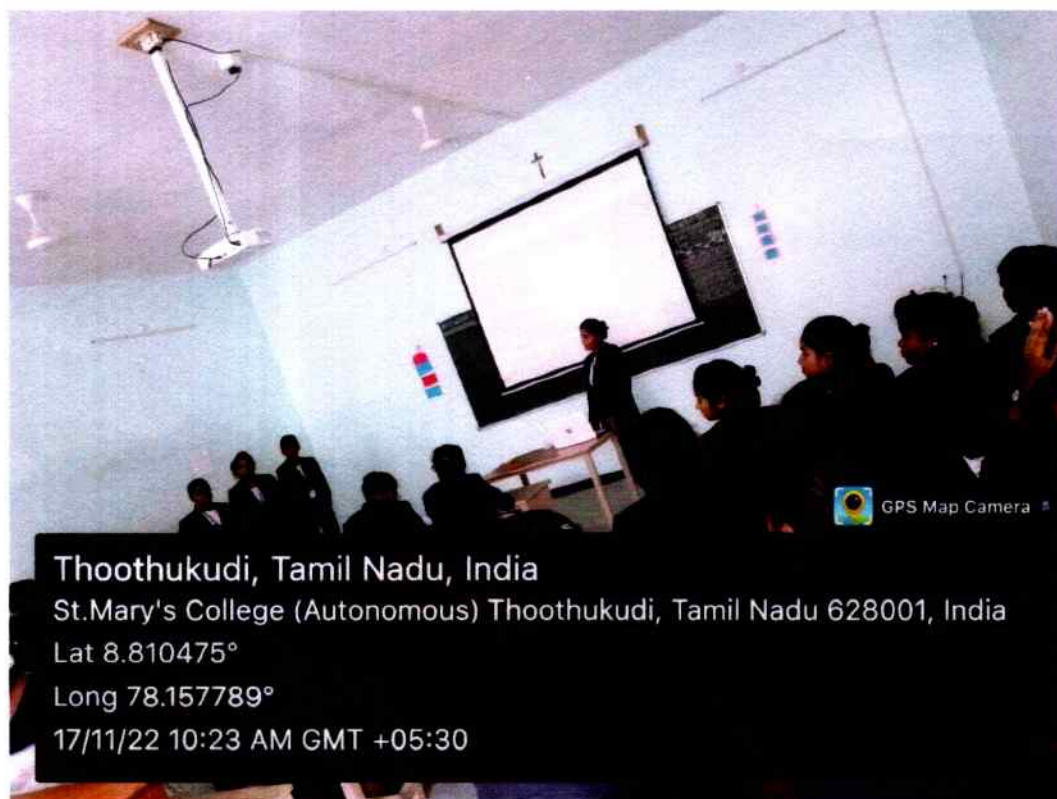 GPS Map Camera
Thoothukudi, Tamil Nadu, India
St.Mary's College (Autonomous) Thoothukudi, Tamil Nadu 628001, India
Lat 8.810475°
Long 78.157789°
17/11/22 10:23 AM GMT +05:30